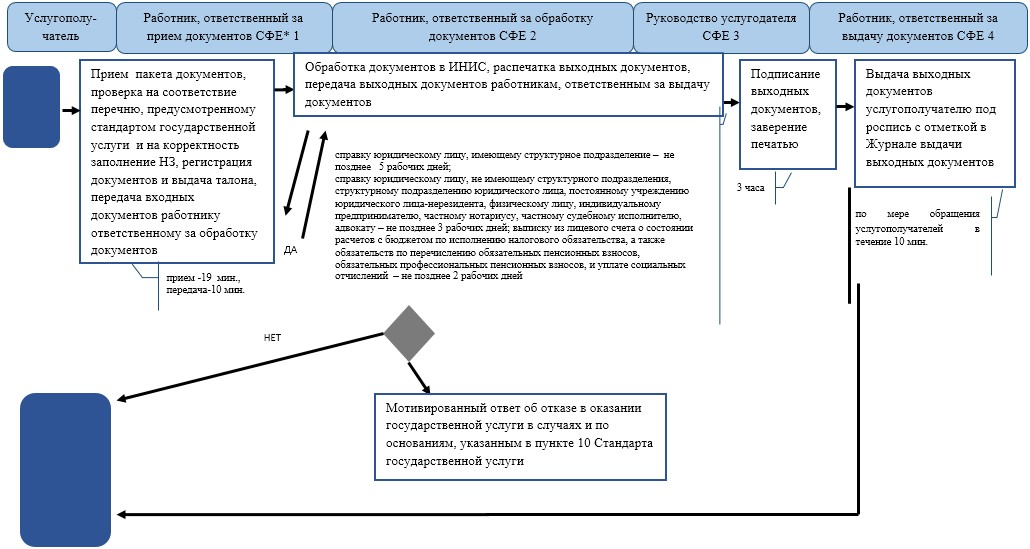 Услугополу-
чатель
Работник, ответственный за
прием документов СФЕ* 1
Работник, ответственный за обработку
документов СФЕ 2
Руководство услугодателя
СФЕ 3
Работник, ответственный за
выдачу документов СФЕ 4
Прием пакета документов,
проверка на соответствие
перечню, предусмотренному
стандартом государственной
услуги и на корректность
заполнение НЗ, регистрация
документов и выдача талона,
передача входных
документов работнику
ответственному за обработку
документов
Обработка документов в ИНИС, распечатка выходных документов,
передача выходных документов работникам, ответственным за выдачу
документов
Подписание
выходных
документов,
заверение
печатью
Выдача выходных
документов
услугополучателю под
роспись с отметкой в
Журнале выдачи
выходных документов
справку юридическому лицу, имеющему структурное подразделение – не
позднее 5 рабочих дней;
справку юридическому лицу, не имеющему структурного подразделения,
структурному подразделению юридического лица, постоянному учреждению
юридического лица-нерезидента, физическому лицу, индивидуальному
предпринимателю, частному нотариусу, частному судебному исполнителю,
адвокату – не позднее 3 рабочих дней; выписку из лицевого счета о состоянии
расчетов с бюджетом по исполнению налогового обязательства, а также
обязательств по перечислению обязательных пенсионных взносов,
обязательных профессиональных пенсионных взносов, и уплате социальных
отчислений – не позднее 2 рабочих дней
3 часа
по мере обращения
услугополучателей в
течение 10 мин.
ДА
прием -19 мин.,
передача-10 мин.
НЕТ
Мотивированный ответ об отказе в оказании
государственной услуги в случаях и по
основаниям, указанным в пункте 10 Стандарта
государственной услуги